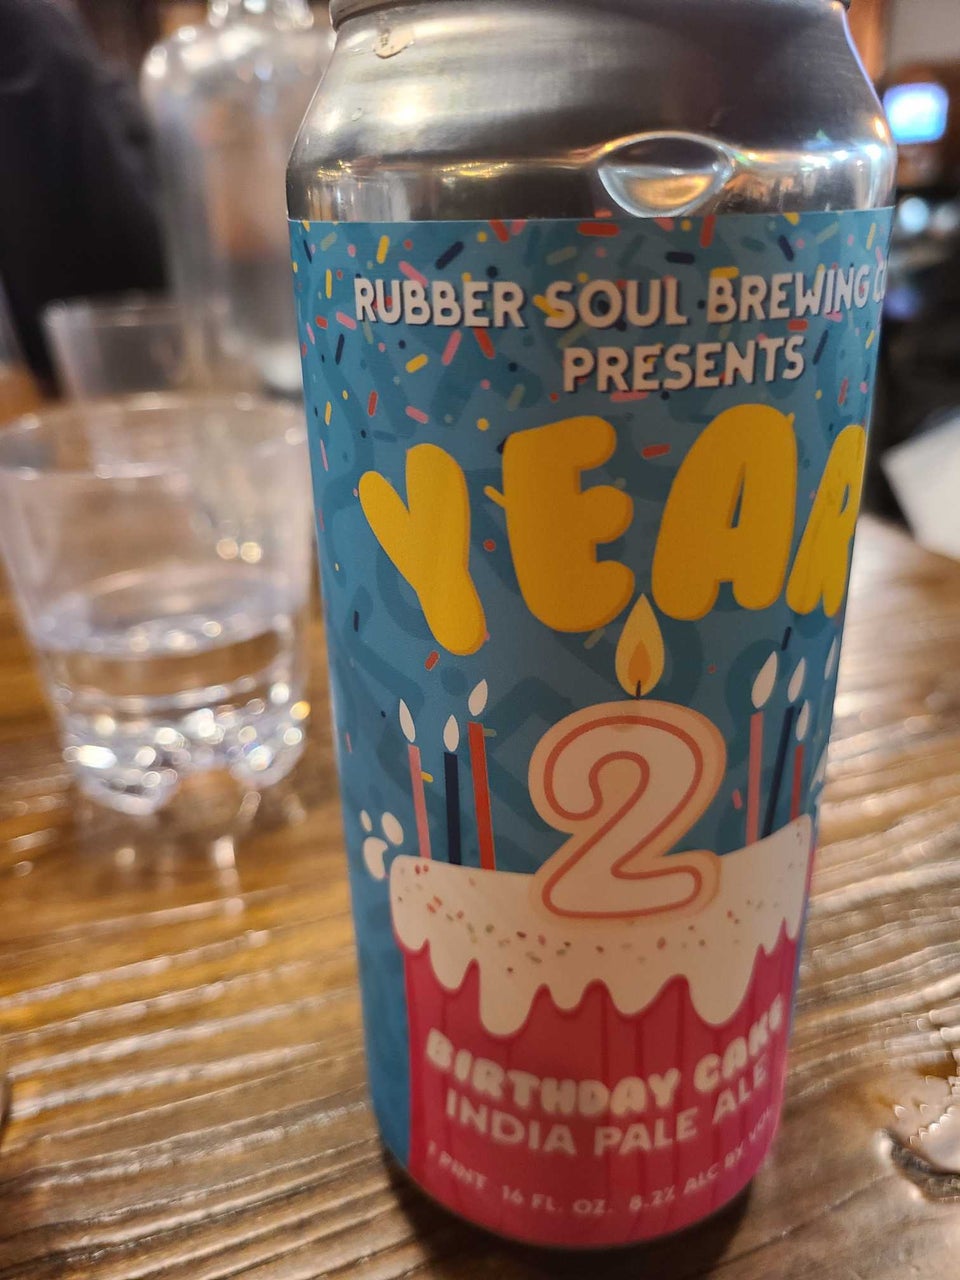 RUBBER SOUL BREWING CO
PRESENTS
YEAR
2
BIRTHDAY CAKE
INDIA PALE ALE
1 PINT 16 FL. OZ. 8.2% ALC BY VOL